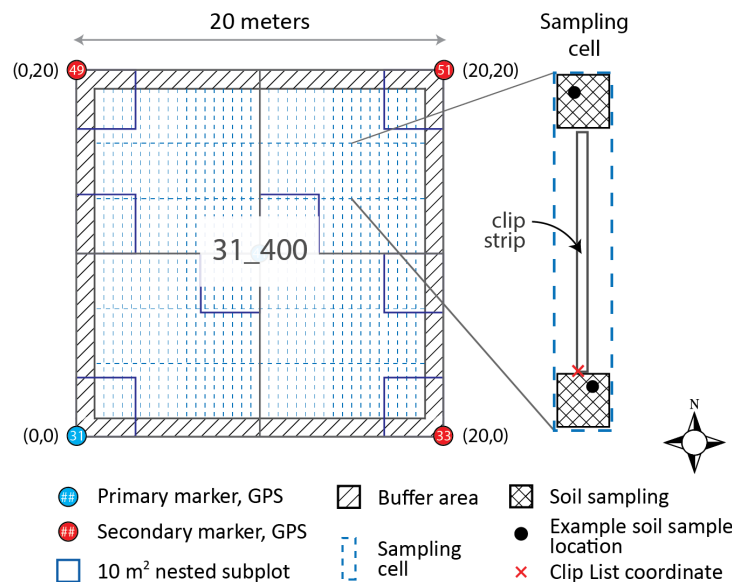 20 meters
Sampling
cell
(0,20)
49
51
(20,20)
clip
strip
31_400
(0,0)
31
33
(20,0)
N
## Primary marker, GPS
Buffer area
Soil sampling
## Secondary marker, GPS
Example soil sample
location
10 m² nested subplot
Sampling
cell
Clip List coordinate